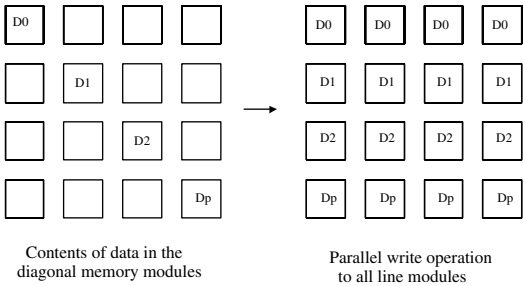 D0 D0 D0 D0 D0
D1 D1 D1 D1 D1
D2 D2 D2 D2 D2
Dp Dp Dp Dp Dp
Contents of data in the
diagonal memory modules
Parallel write operation
to all line modules